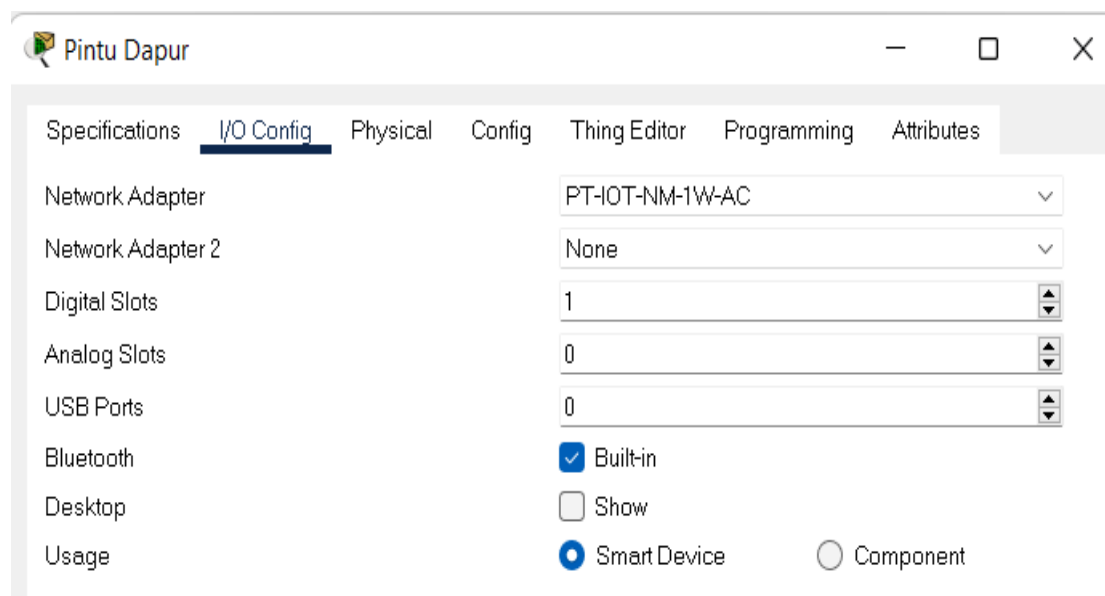 Pintu Dapur
Specifications I/O Config Physical Config Thing Editor Programming Attributes
Network Adapter PT-IOT-NM-1W-AC
Network Adapter 2 None
Digital Slots 1
Analog Slots 0
USB Ports 0
Bluetooth Built-in
Desktop Show
Usage Smart Device Component